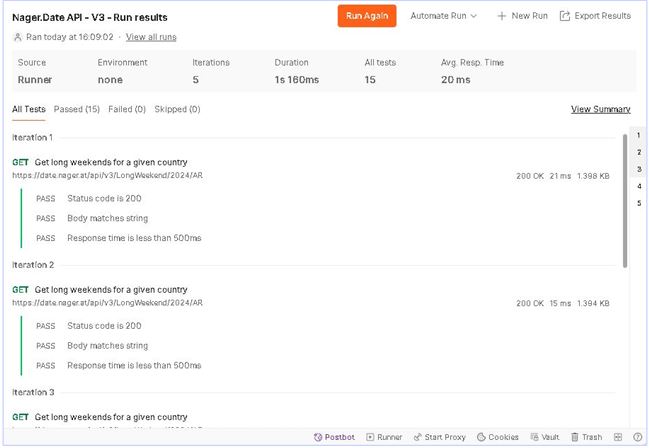 Nager.Date API - V3 - Run results
Run Again
Automate Run
+ New Run
Export Results
Ran today at 16:09:02 · View all runs
Source Environment Iterations Duration All tests Avg. Resp. Time
Runner none 5 1s 160ms 15 20 ms
All Tests Passed (15) Failed (0) Skipped (0) View Summary
Iteration 1
GET Get long weekends for a given country
https://date.nager.at/api/v3/LongWeekend/2024/AR 200 OK 21 ms 1.398 KB
PASS Status code is 200
PASS Body matches string
PASS Response time is less than 500ms
Iteration 2
GET Get long weekends for a given country
https://date.nager.at/api/v3/LongWeekend/2024/AR 200 OK 15 ms 1.394 KB
PASS Status code is 200
PASS Body matches string
PASS Response time is less than 500ms
Iteration 3
GET Get long weekends for a given country
1
2
3
4
5
Postbot Runner Start Proxy Cookies Vault Trash